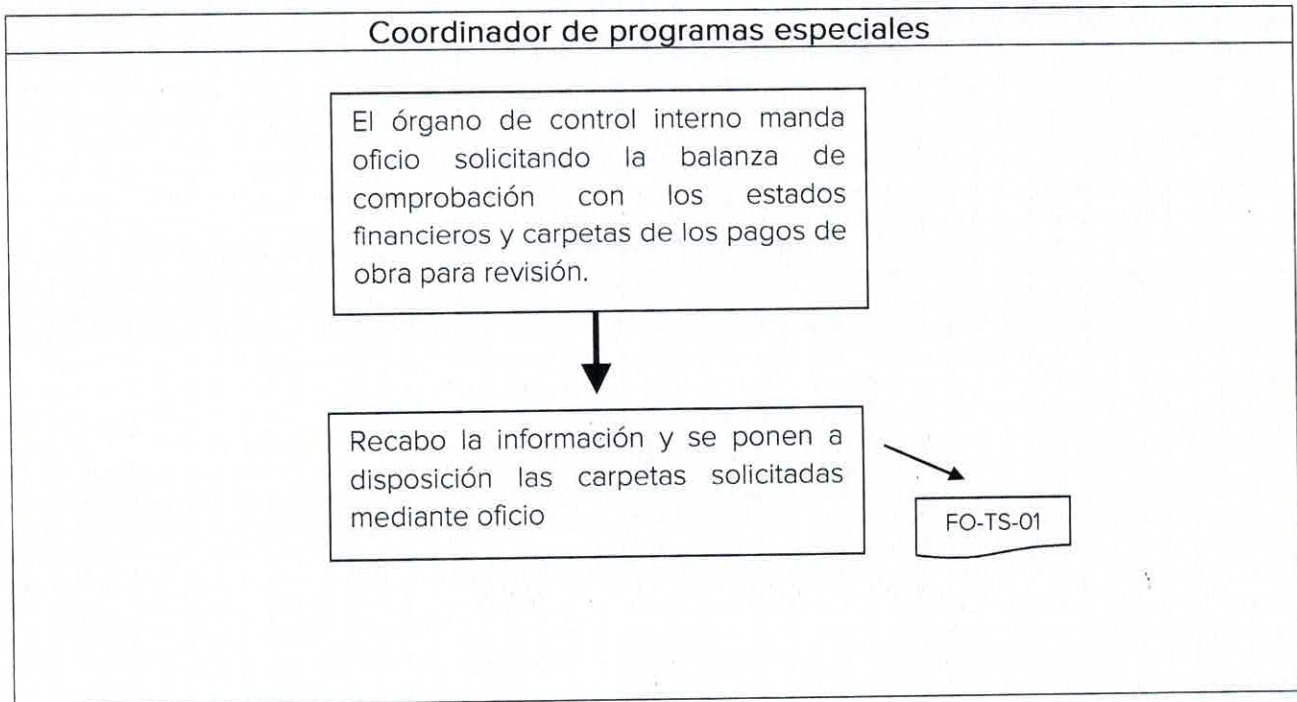 Coordinador de programas especiales
El órgano de control interno manda
oficio solicitando la balanza de
comprobación con los estados
financieros y carpetas de los pagos de
obra para revisión.
Recabo la información y se ponen a
disposición las carpetas solicitadas
mediante oficio
FO-TS-01